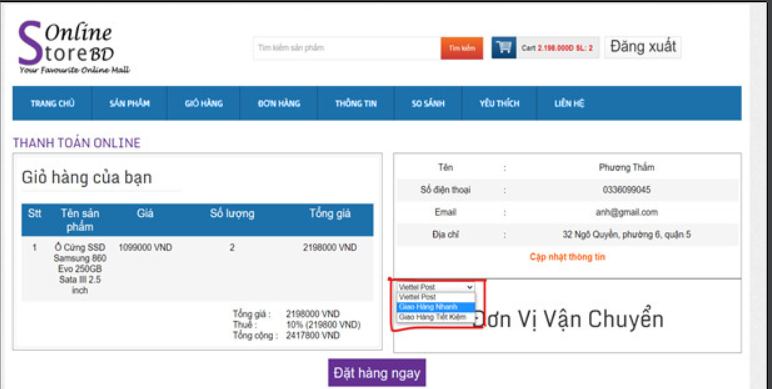 Online
Store BD
Your Favourite Online Mall
Tìm kiếm sản phẩm
Tìm kiếm
Cart 2.198.000Đ SL: 2
Đăng xuất
TRANG CHỦ SẢN PHẨM GIỎ HÀNG ĐƠN HÀNG THÔNG TIN SO SÁNH YÊU THÍCH LIÊN HỆ
THANH TOÁN ONLINE
Giỏ hàng của bạn
Stt Tên sản phẩm Giá Số lượng Tổng giá
1 Ổ Cứng SSD 1099000 VND 2 2198000 VND
Samsung 860
Evo 250GB
Sata III 2.5
inch
Tổng giá : 2198000 VND
Thuế : 10% (219800 VND)
Tổng cộng : 2417800 VND
Tên : Phương Thắm
Số điện thoại : 0336099045
Email : anh@gmail.com
Địa chỉ : 32 Ngô Quyền, phường 6, quận 5
Cập nhật thông tin
Viettel Post
Viettel Post
Giao Hàng Nhanh
Giao Hàng Tiết Kiệm
Đơn Vị Vận Chuyển
Đặt hàng ngay